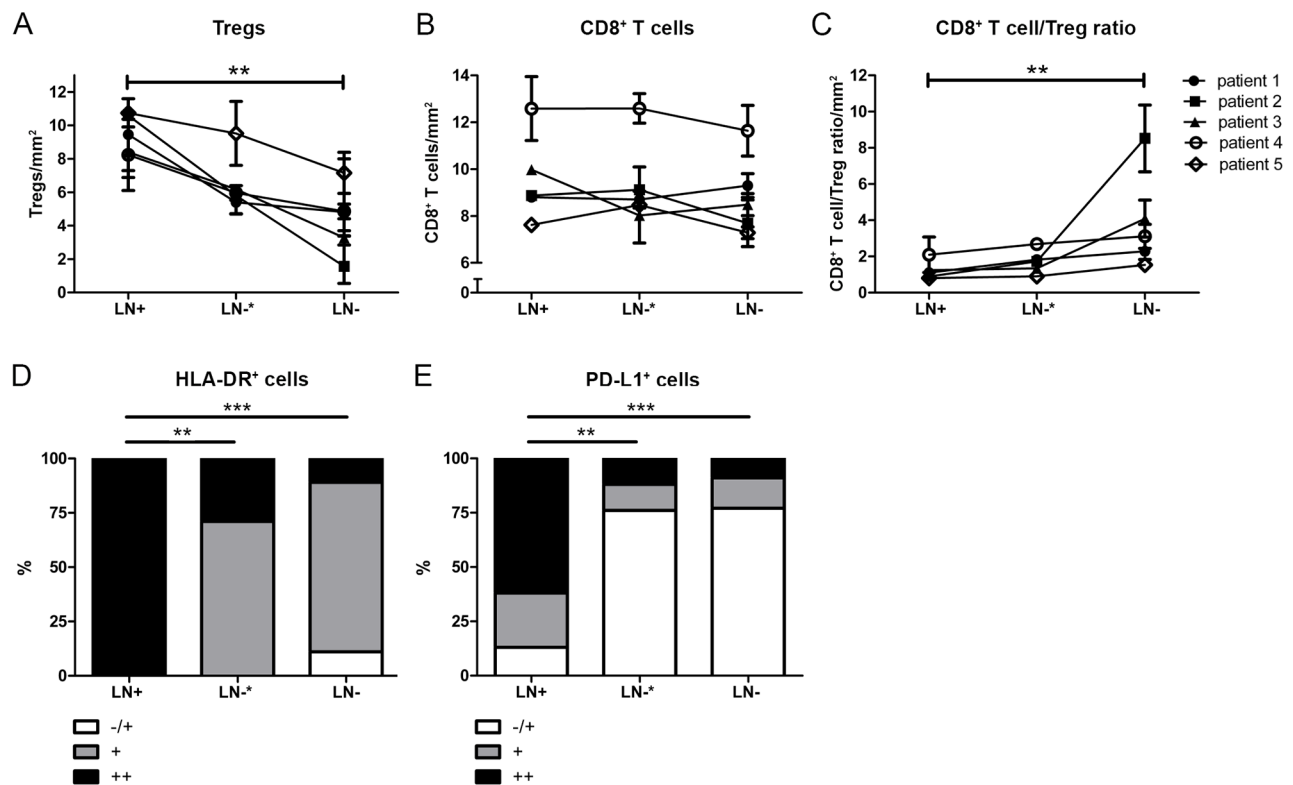 A
Tregs
**
Tregs/mm²
12
10
8
6
4
2
0
LN+ LN-* LN-
B
CD8⁺ T cells
CD8⁺ T cells/mm²
14
12
10
8
6
0
LN+ LN-* LN-
C
CD8⁺ T cell/Treg ratio
**
CD8⁺ T cell/Treg ratio/mm²
12
10
8
6
4
2
0
LN+ LN-* LN-
patient 1
patient 2
patient 3
patient 4
patient 5
D
HLA-DR⁺ cells
***
**
%
100
75
50
25
0
LN+ LN-* LN-
-/+
+
++
E
PD-L1⁺ cells
***
**
%
100
75
50
25
0
LN+ LN-* LN-
-/+
+
++